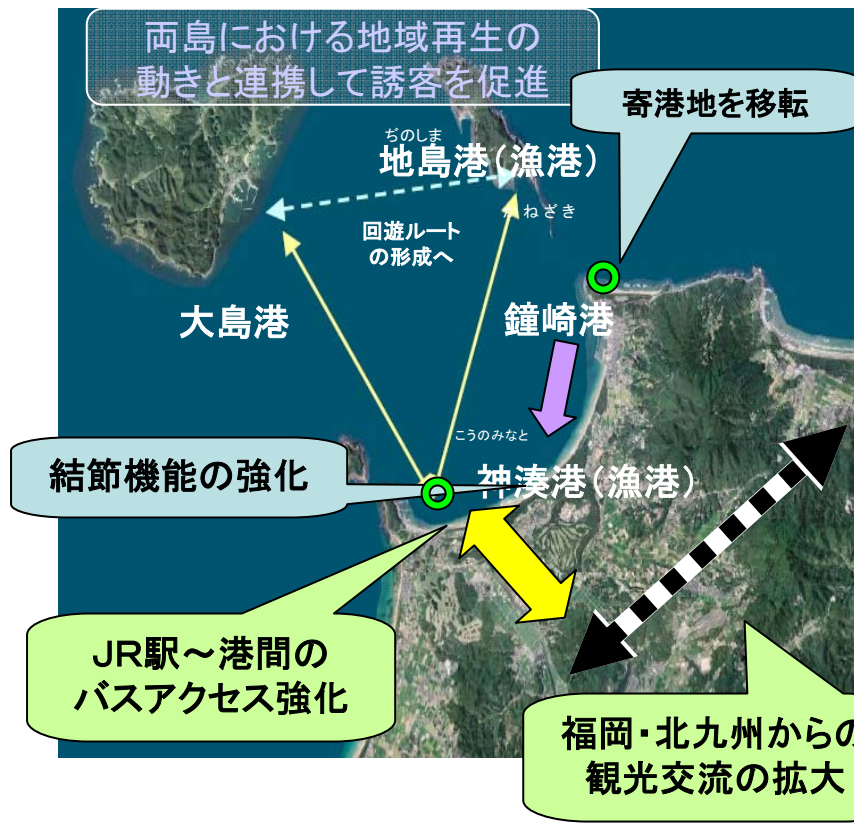 両島における地域再生の
動きと連携して誘客を促進
寄港地を移転
ぢのしま
地島港(漁港)
ねざき
回遊ルート
の形成へ
大島港
鐘崎港
こうのみなと
結節機能の強化
神湊港(漁港)
JR駅~港間の
バスアクセス強化
福岡・北九州からの
観光交流の拡大